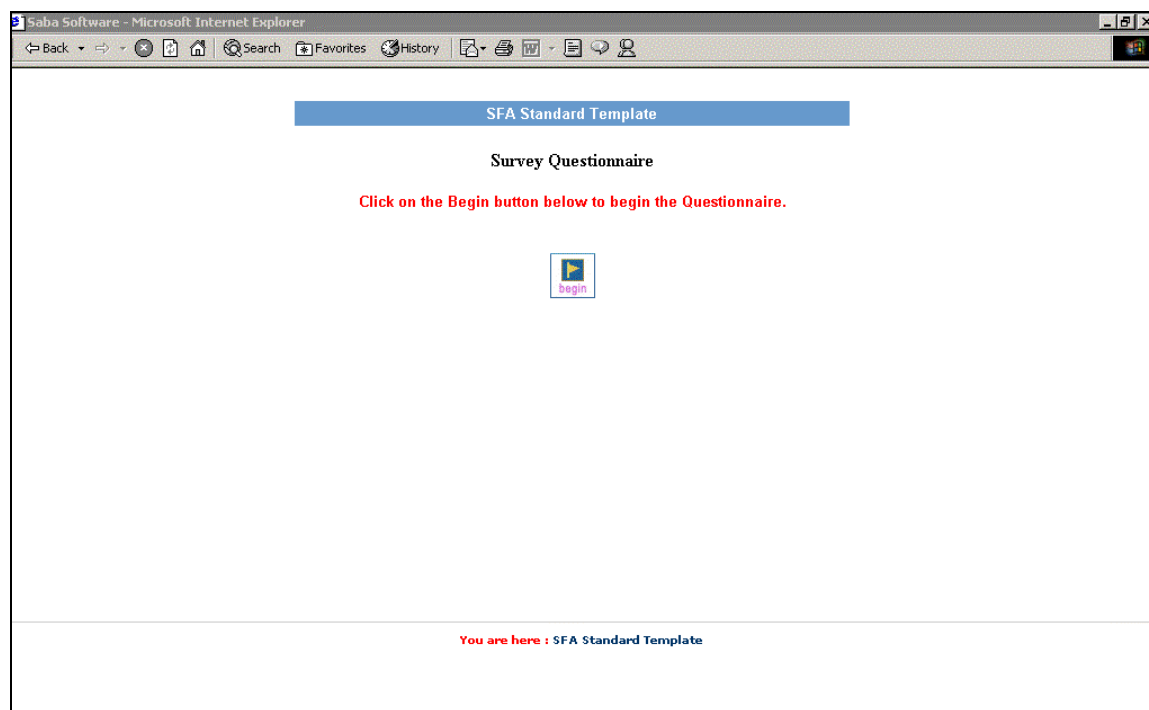 Saba Software - Microsoft Internet Explorer
Back Search Favorites History
SFA Standard Template
Survey Questionnaire
Click on the Begin button below to begin the Questionnaire.
begin
You are here : SFA Standard Template